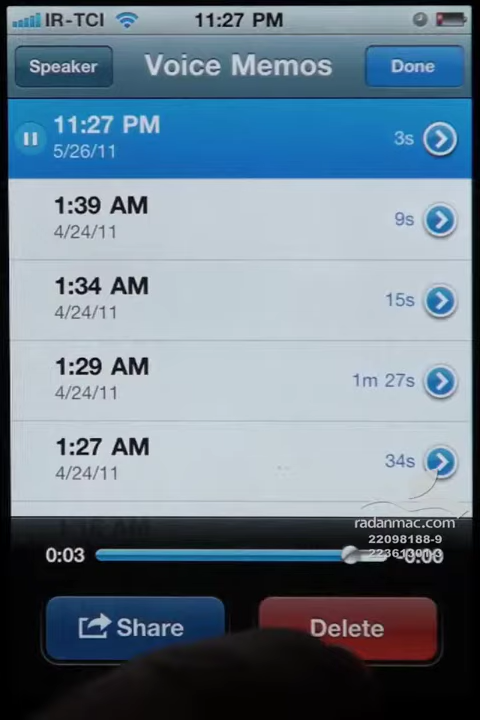 IR-TCI
11:27 PM
Speaker
Voice Memos
Done
11:27 PM
5/26/11
3s
1:39 AM
4/24/11
9s
1:34 AM
4/24/11
15s
1:29 AM
4/24/11
1m 27s
1:27 AM
4/24/11
34s
radanmac.com
22098188-9
0:03
-0:00
Share
Delete